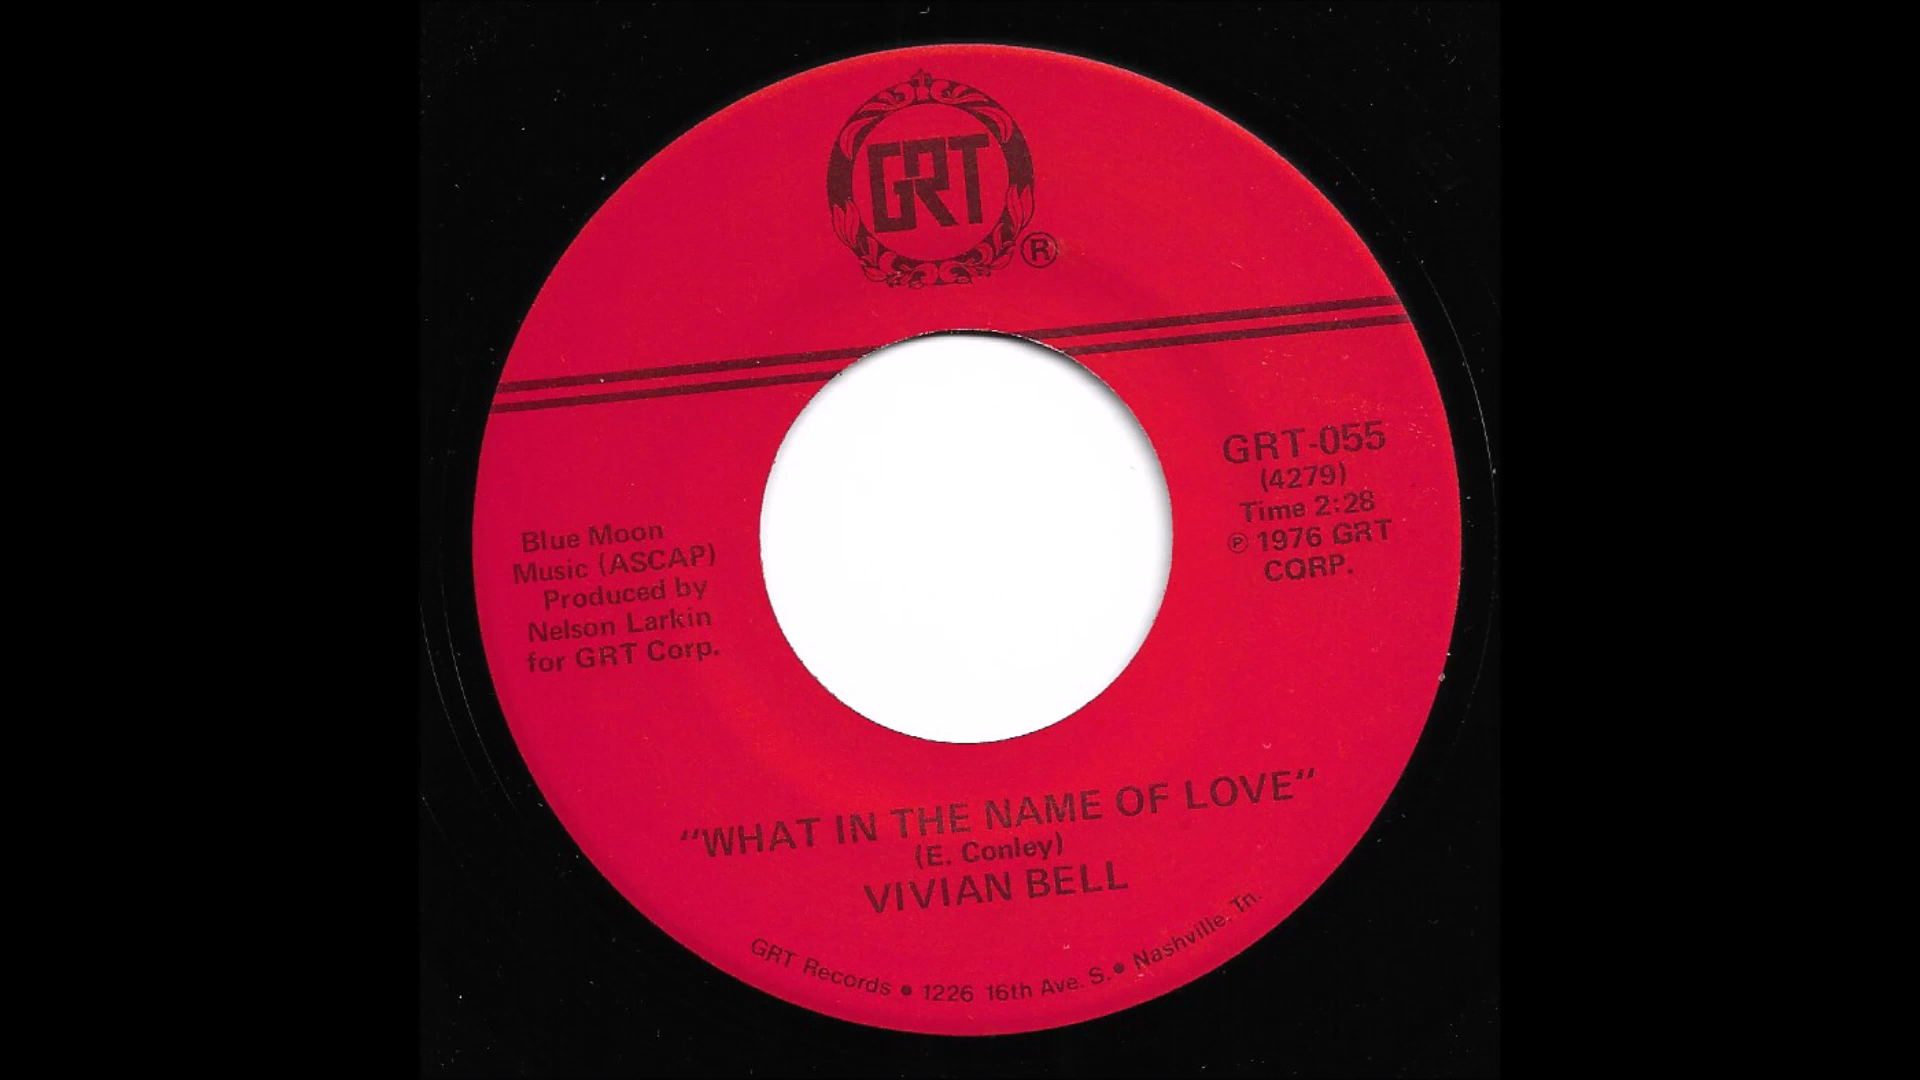 GRT
®
GRT-055
(4279)
Time 2:28
℗ 1976 GRT
CORP.
Blue Moon
Music (ASCAP)
Produced by
Nelson Larkin
for GRT Corp.
"WHAT IN THE NAME OF LOVE"
(E. Conley)
VIVIAN BELL
GRT Records • 1226 16th Ave. S. • Nashville, Tn.